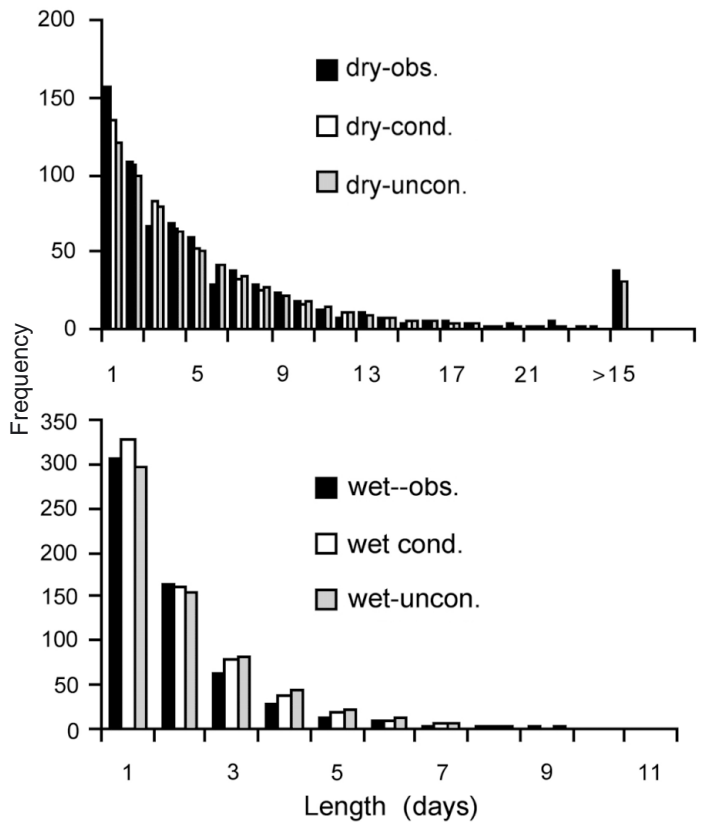 200
150
100
50
0
dry-obs.
dry-cond.
dry-uncon.
1 5 9 13 17 21 >15
Frequency
350
300
250
200
150
100
50
0
wet--obs.
wet cond.
wet-uncon.
1 3 5 7 9 11
Length (days)